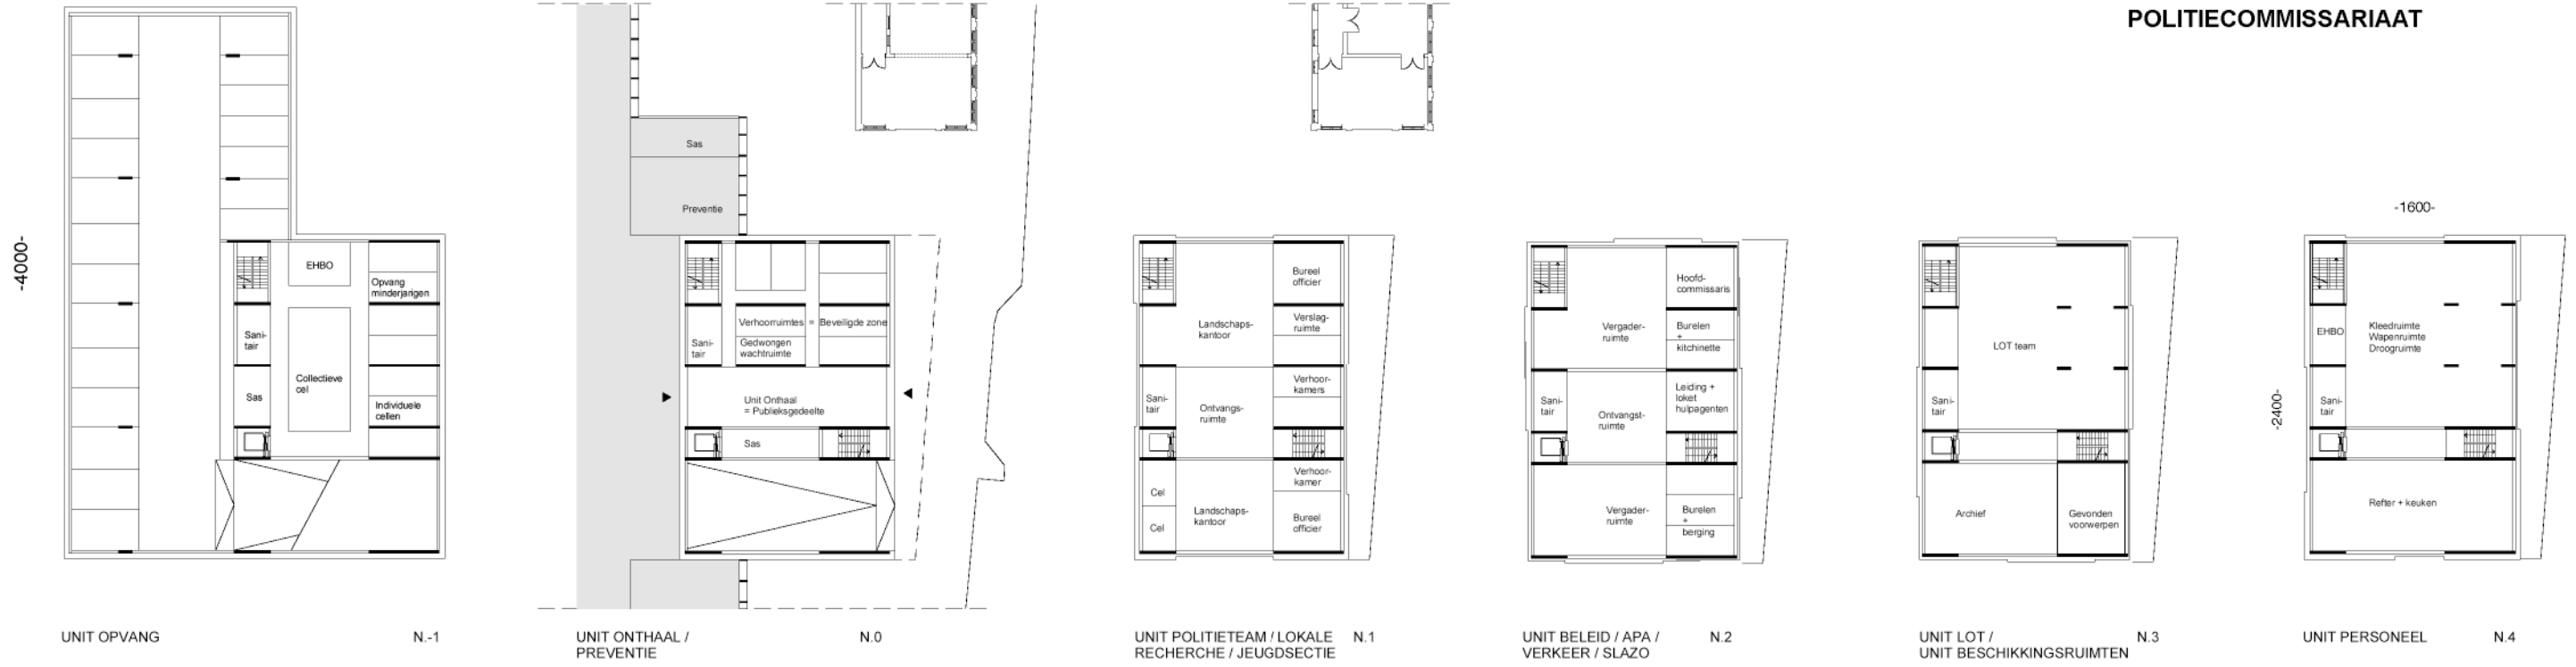 POLITIECOMMISSARIAAT
-4000-
EHBO
Opvang
minderjarigen
Sani-
tair
Collectieve
cel
Sas
Individuele
cellen
UNIT OPVANG N.-1
Sas
Preventie
Verhoorruimtes = Beveiligde zone
Sani-
tair
Gedwongen
wachtruimte
Unit Onthaal
= Publieksgedeelte
Sas
UNIT ONTHAAL / N.0
PREVENTIE
Bureel
officier
Landschaps-
kantoor
Verslag-
ruimte
Verhoor-
kamers
Sani-
tair
Ontvangs-
ruimte
Verhoor-
kamer
Cel
Cel
Landschaps-
kantoor
Bureel
officier
UNIT POLITIETEAM / LOKALE N.1
RECHERCHE / JEUGDSECTIE
Hoofd-
commissaris
Vergader-
ruimte
Burelen
+
kitchinette
Leiding +
loket
hulpagenten
Sani-
tair
Ontvangst-
ruimte
Vergader-
ruimte
Burelen
+
berging
UNIT BELEID / APA / N.2
VERKEER / SLAZO
LOT team
Sani-
tair
Archief
Gevonden
voorwerpen
UNIT LOT / N.3
UNIT BESCHIKKINGSRUIMTEN
-1600-
-2400-
EHBO
Kleedruimte
Wapenruimte
Droogruimte
Sani-
tair
Refter + keuken
UNIT PERSONEEL N.4